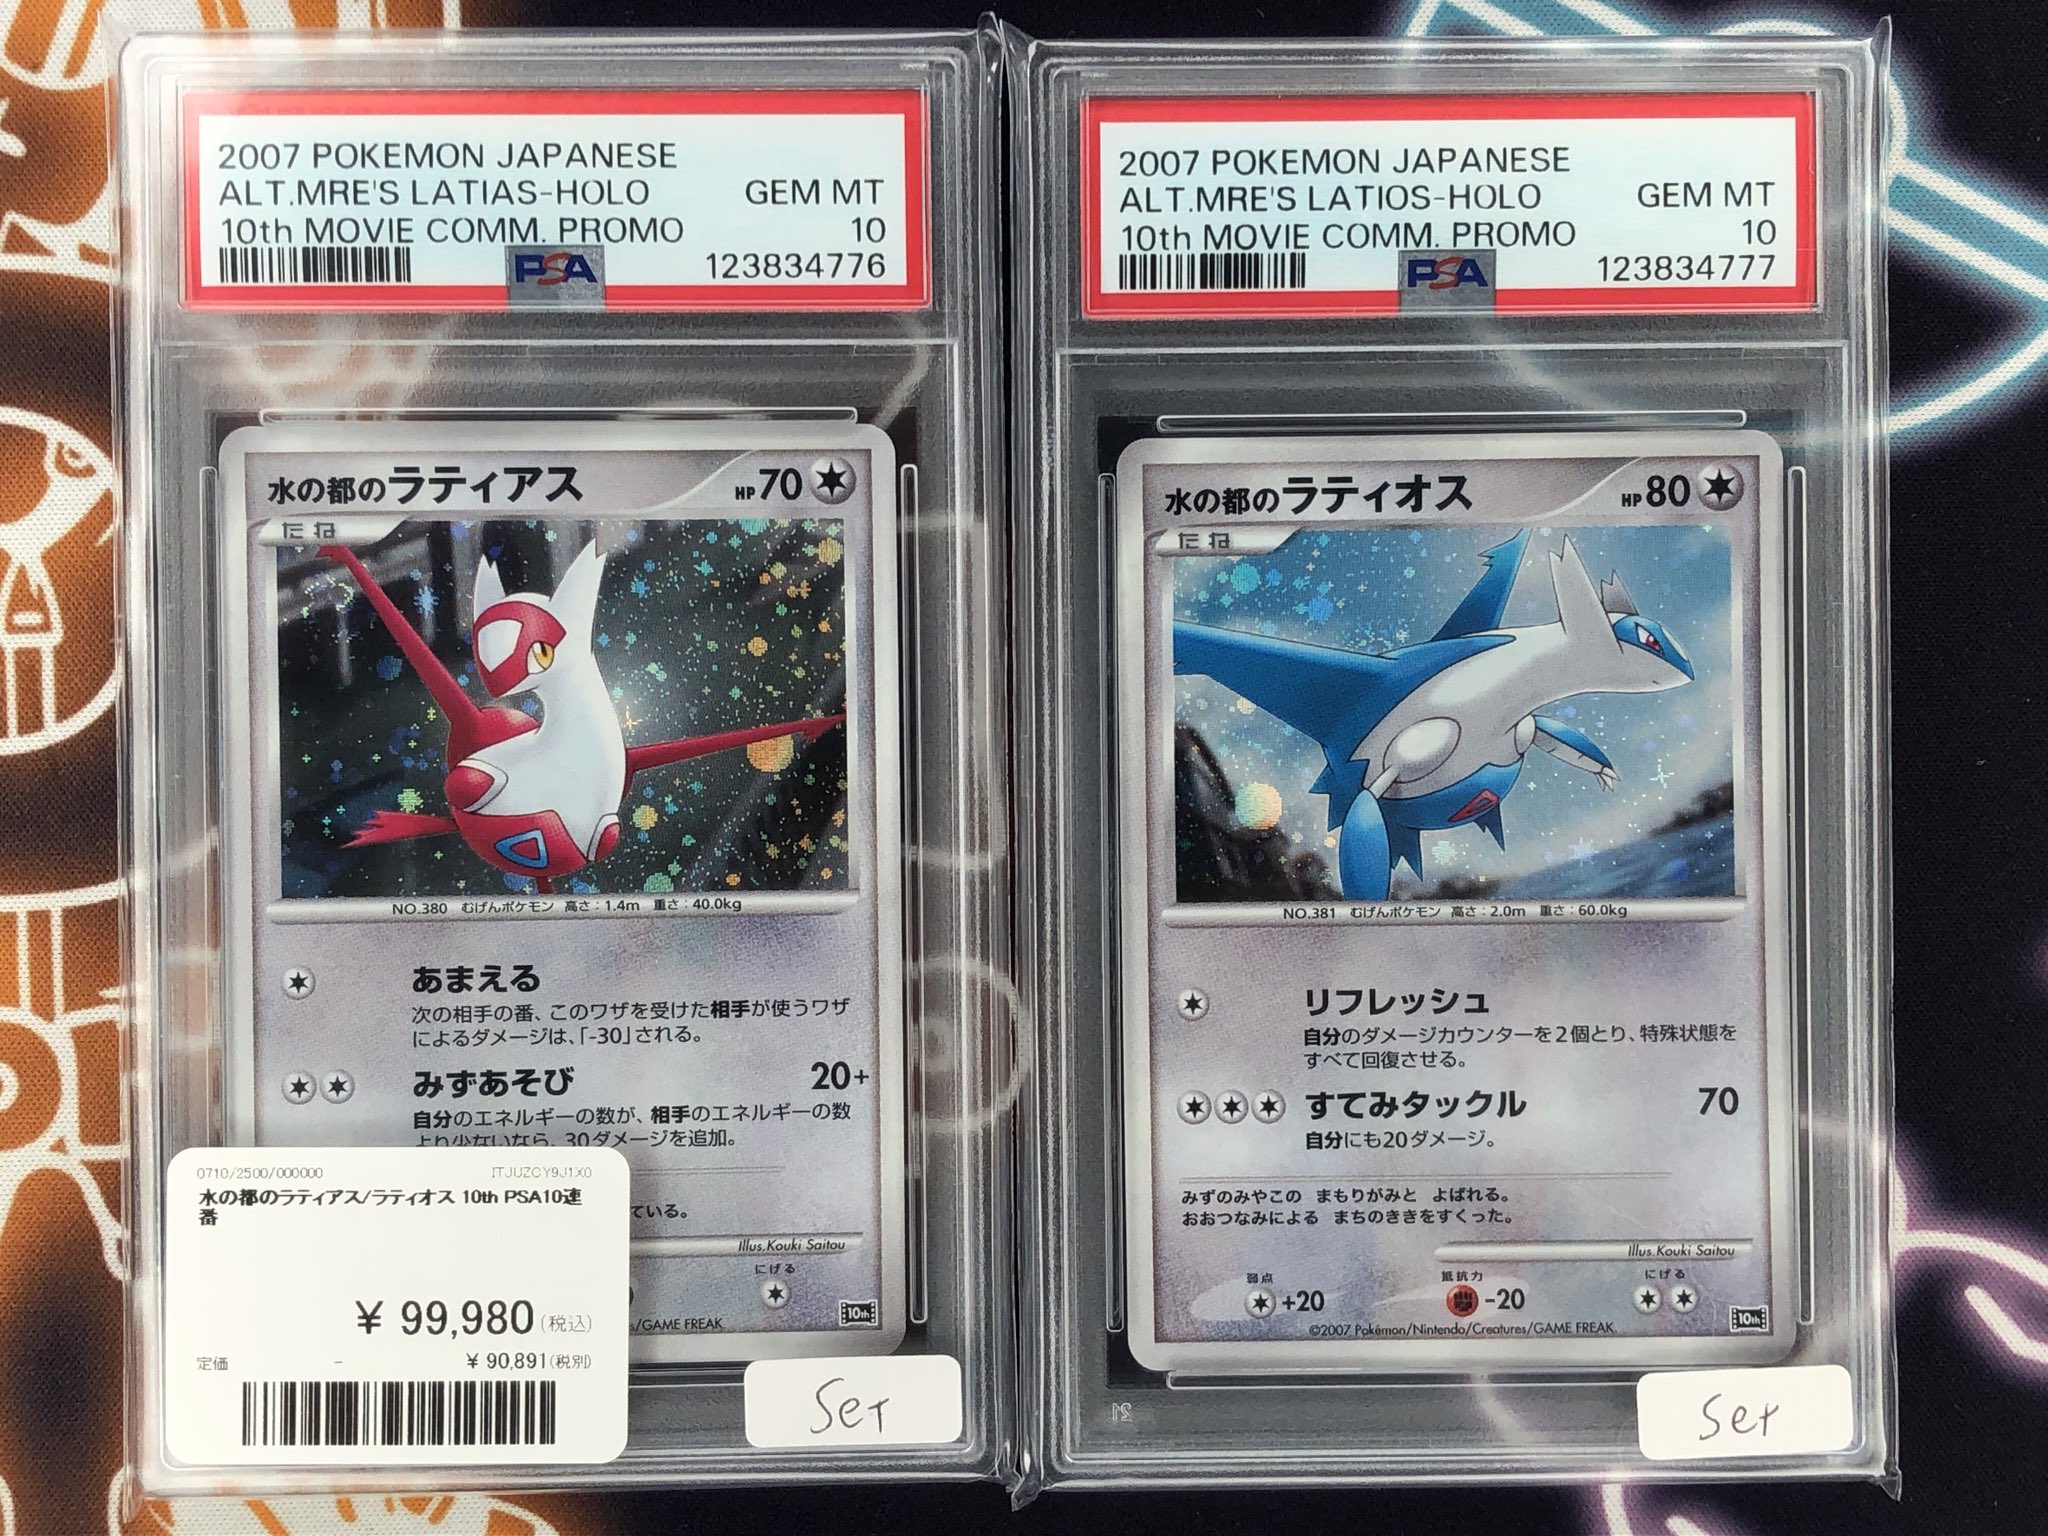 2007 POKEMON JAPANESE
ALT.MRE'S LATIAS-HOLO GEM MT
10th MOVIE COMM. PROMO 10
PSA 123834776
水の都のラティアス HP70
たね
NO.380 むげんポケモン 高さ:1.4m 重さ:40.0kg
あまえる
次の相手の番、このワザを受けた相手が使うワザ
によるダメージは、「-30」される。
みずあそび 20+
自分のエネルギーの数が、相手のエネルギーの数
より少ないなら、30ダメージを追加。
ている。
Illus.Kouki Saitou
にげる
s/GAME FREAK.
10th
0710/2500/000000 ITJUZCY9J1X0
水の都のラティアス/ラティオス 10th PSA10連
番
¥ 99,980(税込)
定価 - ¥ 90,891(税別)
Set
2007 POKEMON JAPANESE
ALT.MRE'S LATIOS-HOLO GEM MT
10th MOVIE COMM. PROMO 10
PSA 123834777
水の都のラティオス HP80
たね
NO.381 むげんポケモン 高さ:2.0m 重さ:60.0kg
リフレッシュ
自分のダメージカウンターを2個とり、特殊状態を
すべて回復させる。
すてみタックル 70
自分にも20ダメージ。
みずのみやこの まもりがみと よばれる。
おおつなみによる まちのききをすくった。
Illus.Kouki Saitou
弱点 抵抗力 にげる
+20 -20
©2007 Pokémon/Nintendo/Creatures/GAME FREAK.
10th
Set